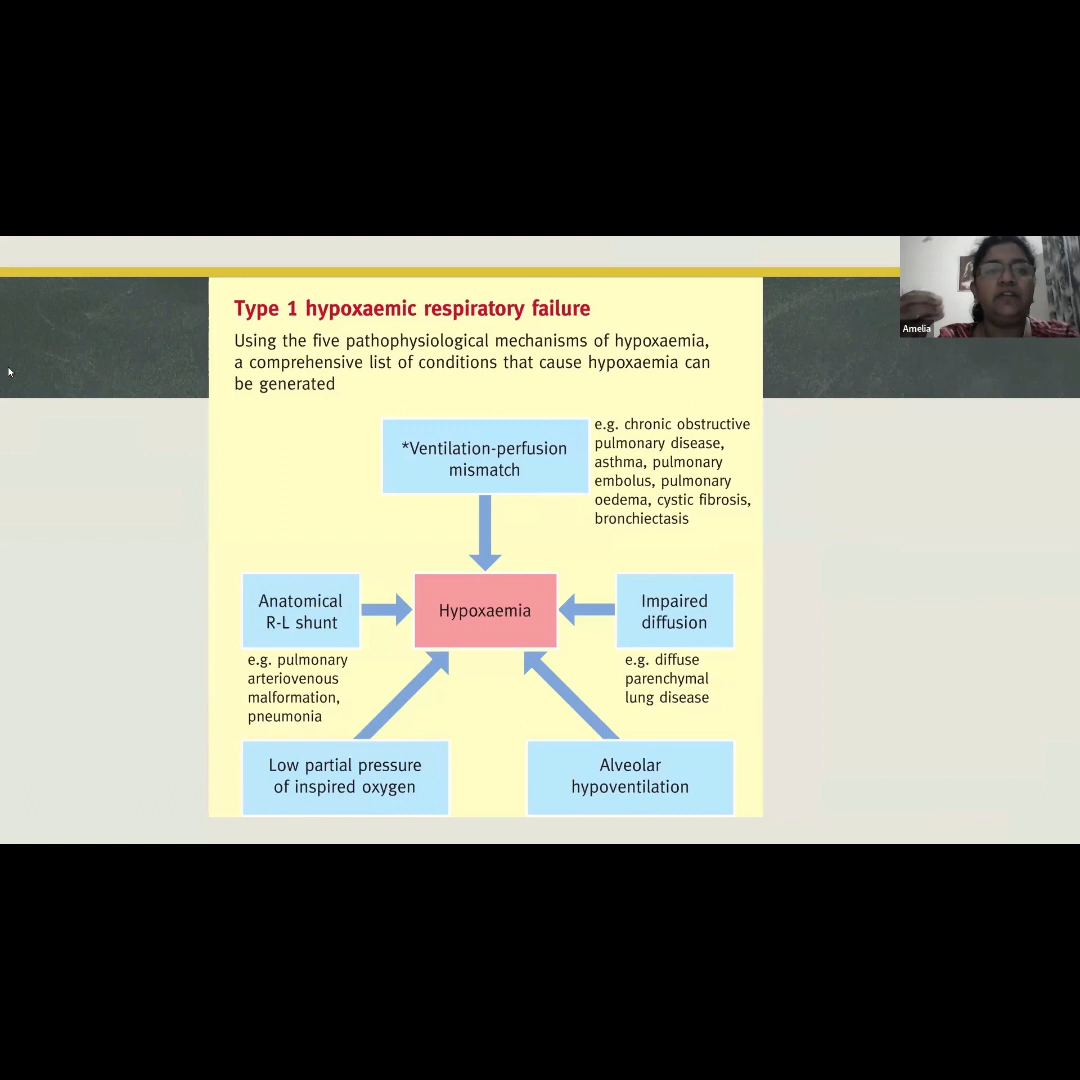 Type 1 hypoxaemic respiratory failure
Using the five pathophysiological mechanisms of hypoxaemia,
a comprehensive list of conditions that cause hypoxaemia can
be generated
*Ventilation-perfusion
mismatch
e.g. chronic obstructive
pulmonary disease,
asthma, pulmonary
embolus, pulmonary
oedema, cystic fibrosis,
bronchiectasis
Anatomical
R-L shunt
Hypoxaemia
Impaired
diffusion
e.g. pulmonary
arteriovenous
malformation,
pneumonia
e.g. diffuse
parenchymal
lung disease
Low partial pressure
of inspired oxygen
Alveolar
hypoventilation
Amelia